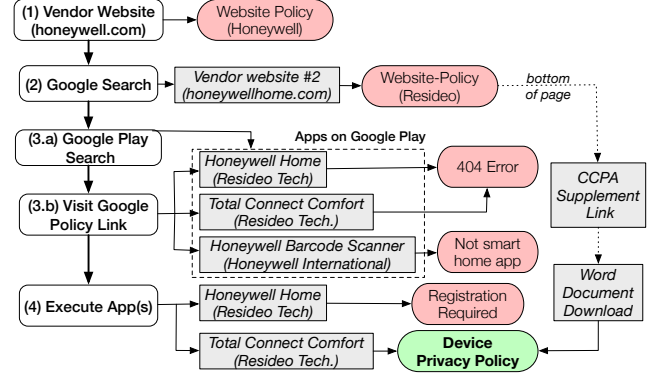 (1) Vendor Website
(honeywell.com)
Website Policy
(Honeywell)
(2) Google Search
Vendor website #2
(honeywellhome.com)
Website-Policy
(Resideo)
bottom
of page
(3.a) Google Play
Search
Apps on Google Play
Honeywell Home
(Resideo Tech)
404 Error
CCPA
Supplement
Link
(3.b) Visit Google
Policy Link
Total Connect Comfort
(Resideo Tech.)
Honeywell Barcode Scanner
(Honeywell International)
Not smart
home app
Word
Document
Download
(4) Execute App(s)
Honeywell Home
(Resideo Tech)
Registration
Required
Total Connect Comfort
(Resideo Tech.)
Device
Privacy Policy